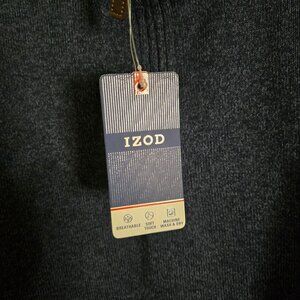 IZOD
BREATHABLE
SOFT
TOUCH
MACHINE
WASH & DRY